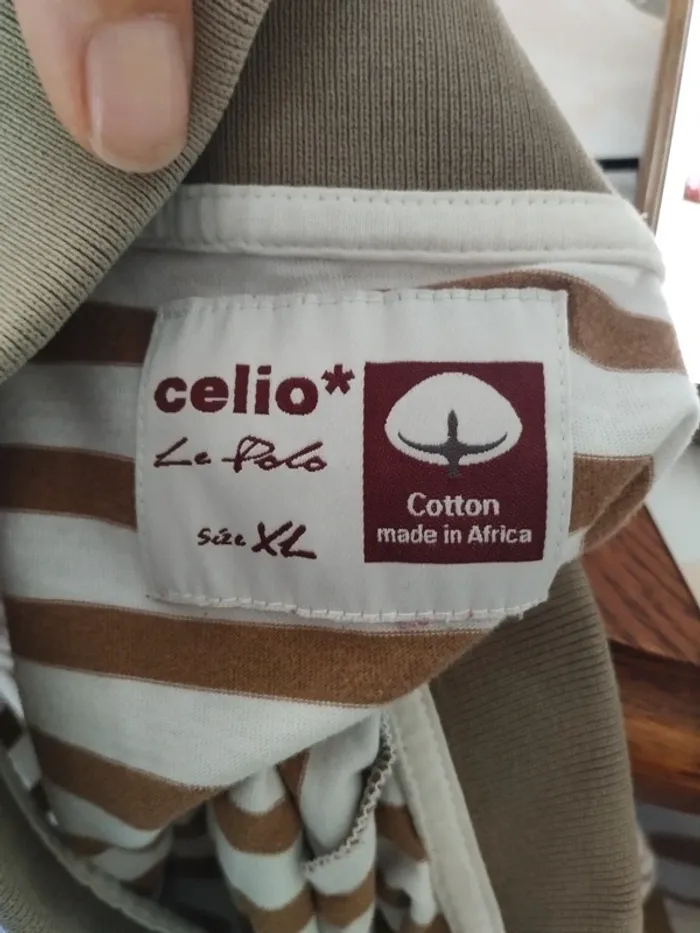 celio*
Le Polo
size XL
Cotton
made in Africa